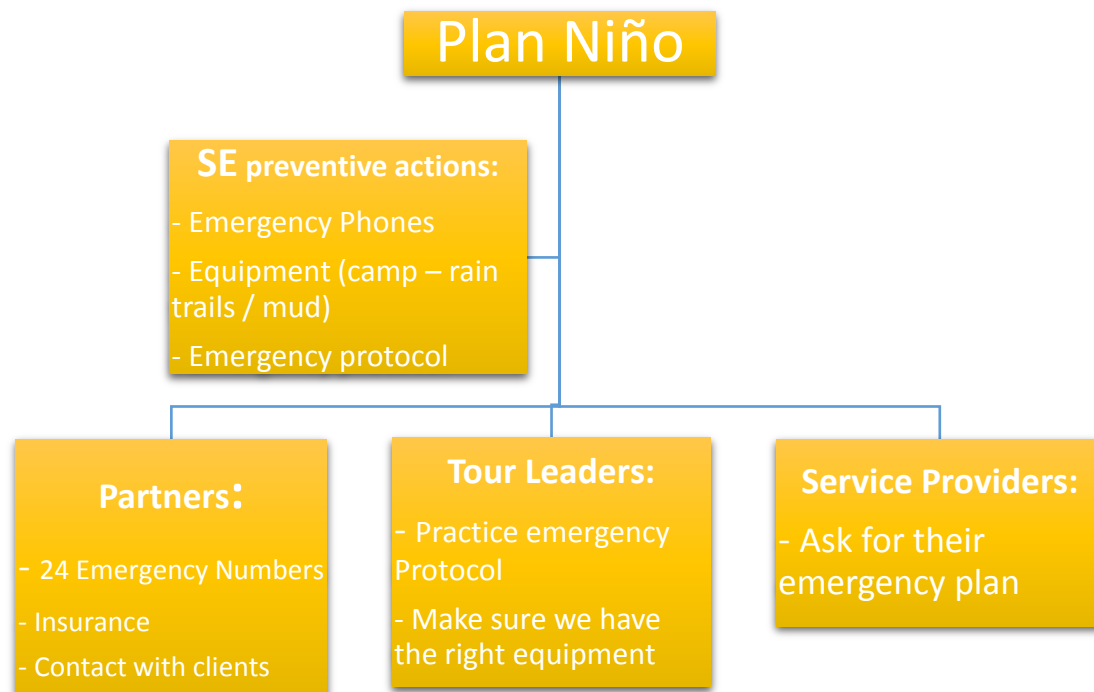 Plan Niño
SE preventive actions:
- Emergency Phones
- Equipment (camp – rain
trails / mud)
- Emergency protocol
Partners:
- 24 Emergency Numbers
- Insurance
- Contact with clients
Tour Leaders:
- Practice emergency
Protocol
- Make sure we have
the right equipment
Service Providers:
- Ask for their
emergency plan